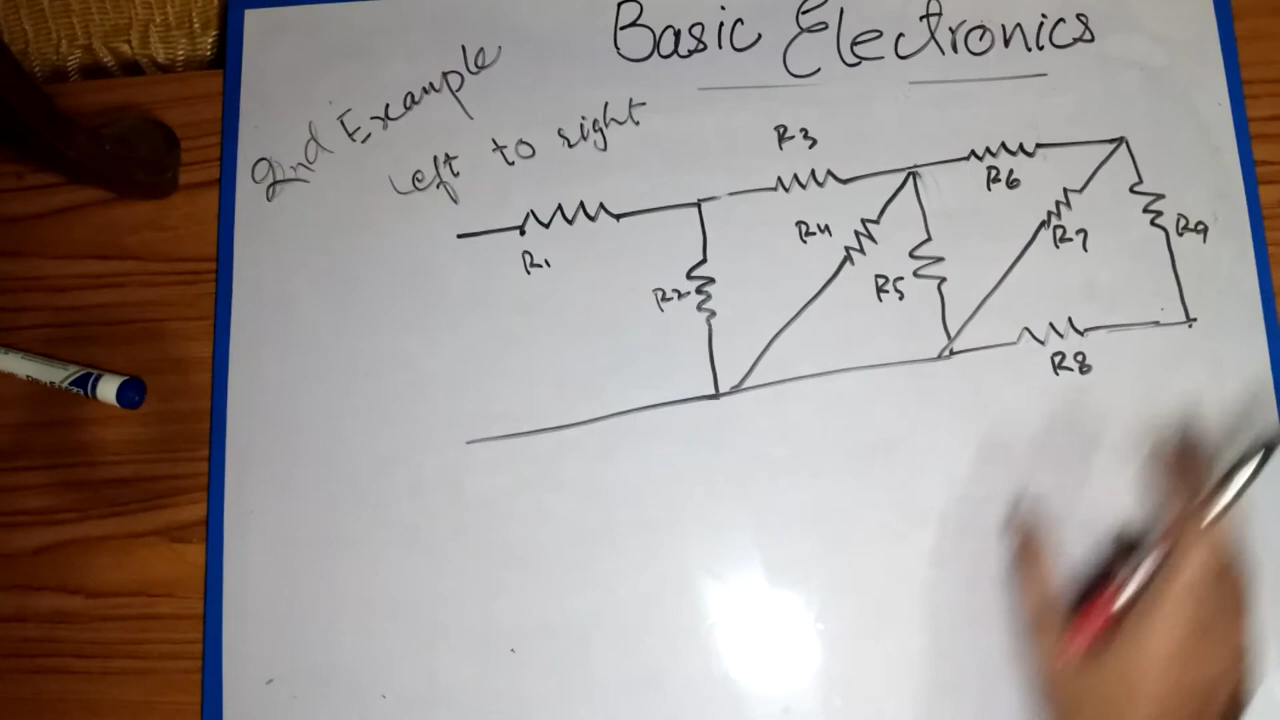 Basic Electronics
2nd Example
Left to right
R3
R6
R1
R2
R4
R5
R7
R9
R8